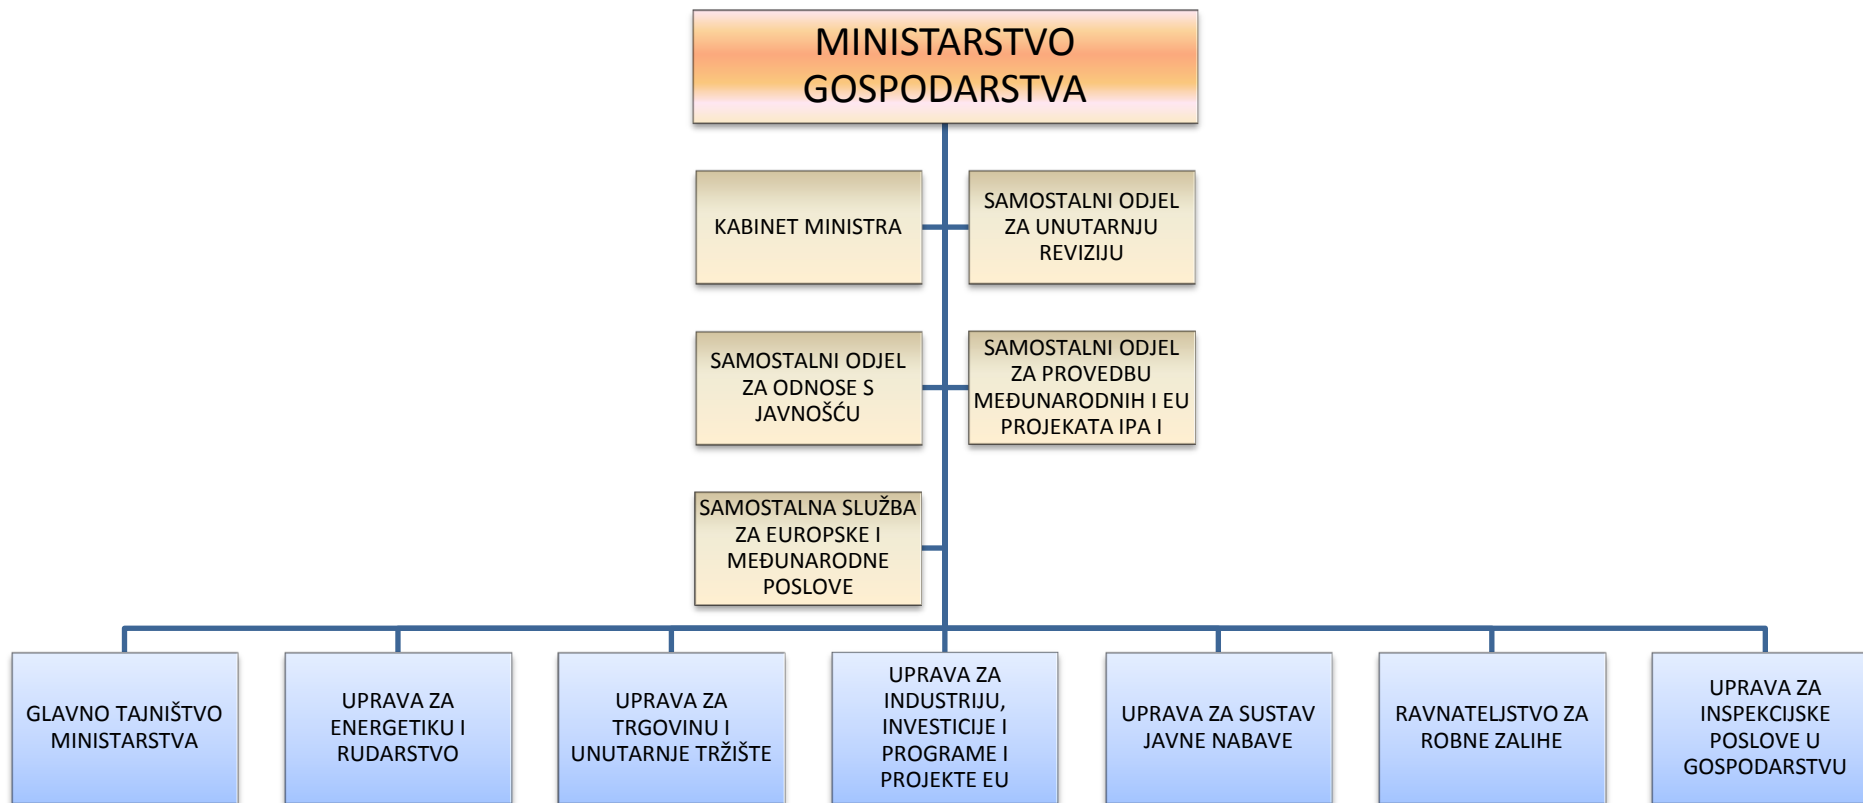 MINISTARSTVO
GOSPODARSTVA
KABINET MINISTRA
SAMOSTALNI ODJEL
ZA UNUTARNJU
REVIZIJU
SAMOSTALNI ODJEL
ZA ODNOSE S
JAVNOŠĆU
SAMOSTALNI ODJEL
ZA PROVEDBU
MEĐUNARODNIH I EU
PROJEKATA IPA I
SAMOSTALNA SLUŽBA
ZA EUROPSKE I
MEĐUNARODNE
POSLOVE
GLAVNO TAJNIŠTVO
MINISTARSTVA
UPRAVA ZA
ENERGETIKU I
RUDARSTVO
UPRAVA ZA
TRGOVINU I
UNUTARNJE TRŽIŠTE
UPRAVA ZA
INDUSTRIJU,
INVESTICIJE I
PROGRAME I
PROJEKTE EU
UPRAVA ZA SUSTAV
JAVNE NABAVE
RAVNATELJSTVO ZA
ROBNE ZALIHE
UPRAVA ZA
INSPEKCIJSKE
POSLOVE U
GOSPODARSTVU